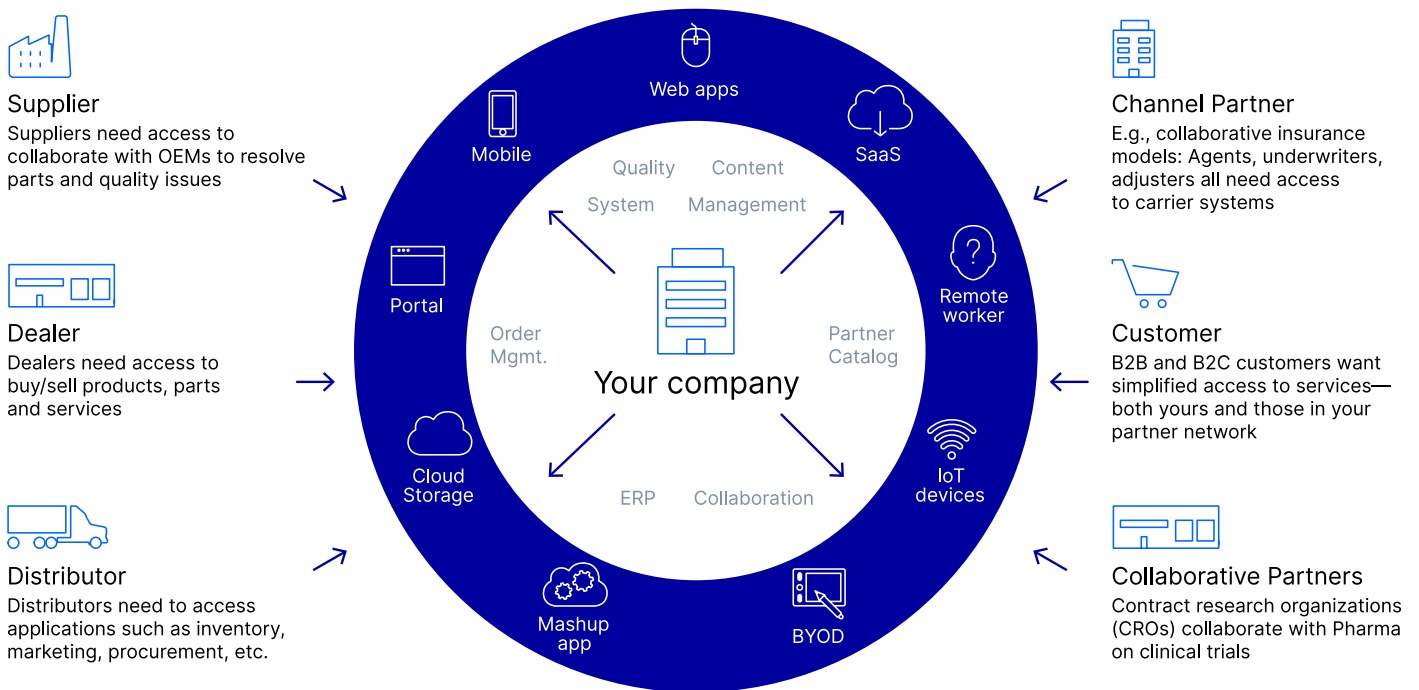 Supplier
Suppliers need access to
collaborate with OEMs to resolve
parts and quality issues
Dealer
Dealers need access to
buy/sell products, parts
and services
Distributor
Distributors need to access
applications such as inventory,
marketing, procurement, etc.
Web apps
Mobile
SaaS
Portal
Remote
worker
Cloud
Storage
IoT
devices
Mashup
app
BYOD
Quality
System
Content
Management
Order
Mgmt.
Partner
Catalog
Your company
ERP
Collaboration
Channel Partner
E.g., collaborative insurance
models: Agents, underwriters,
adjusters all need access
to carrier systems
Customer
B2B and B2C customers want
simplified access to services—
both yours and those in your
partner network
Collaborative Partners
Contract research organizations
(CROs) collaborate with Pharma
on clinical trials
?